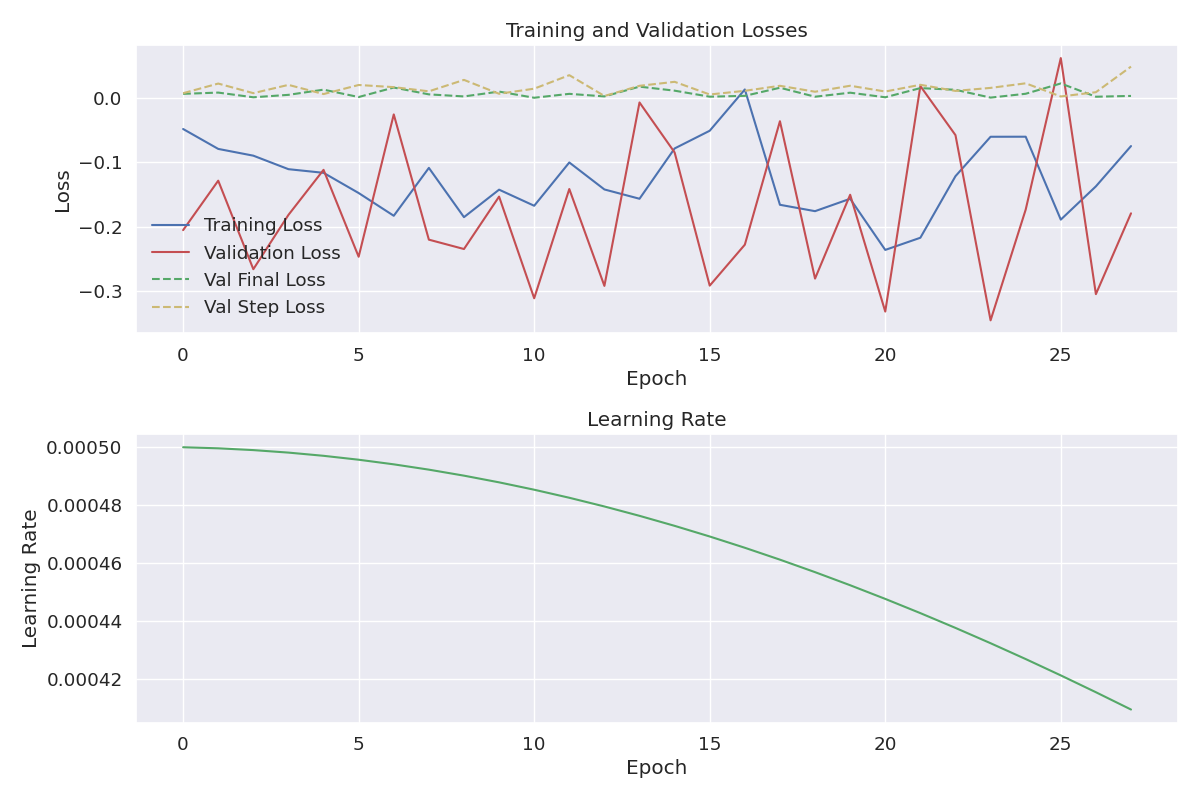 Training and Validation Losses
0.0
−0.1
−0.2
−0.3
Loss
Training Loss
Validation Loss
Val Final Loss
Val Step Loss
0 5 10 15 20 25
Epoch
Learning Rate
0.00050
0.00048
0.00046
0.00044
0.00042
Learning Rate
0 5 10 15 20 25
Epoch